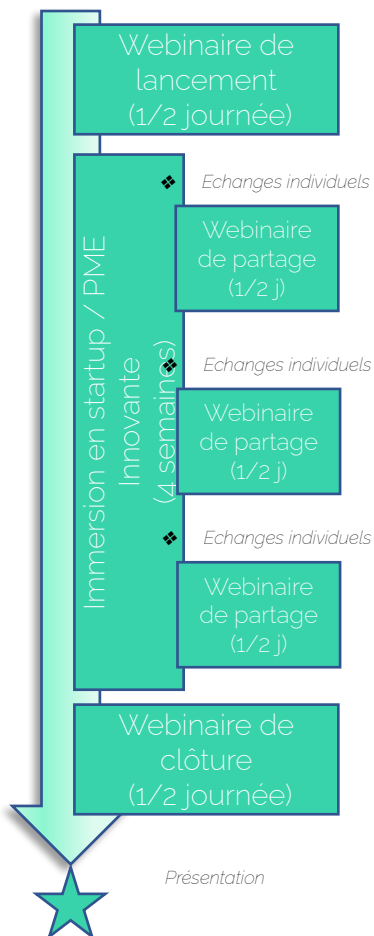 Webinaire de
lancement
(1/2 journée)
Immersion en startup / PME
Innovante
(4 semaines)
❖ Echanges individuels
Webinaire
de partage
(1/2 j)
❖ Echanges individuels
Webinaire
de partage
(1/2 j)
❖ Echanges individuels
Webinaire
de partage
(1/2 j)
Webinaire de
clôture
(1/2 journée)
Présentation